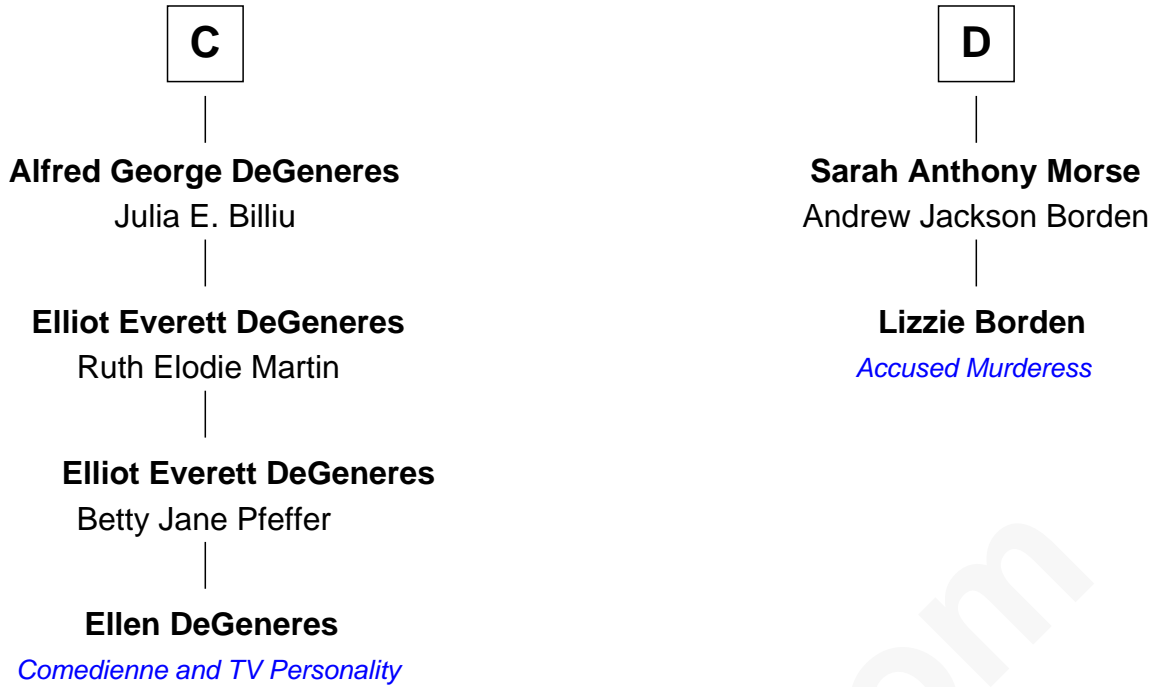 C
Alfred George DeGeneres
Julia E. Billiu
Elliot Everett DeGeneres
Ruth Elodie Martin
Elliot Everett DeGeneres
Betty Jane Pfeffer
Ellen DeGeneres
Comedienne and TV Personality
D
Sarah Anthony Morse
Andrew Jackson Borden
Lizzie Borden
Accused Murderess
om